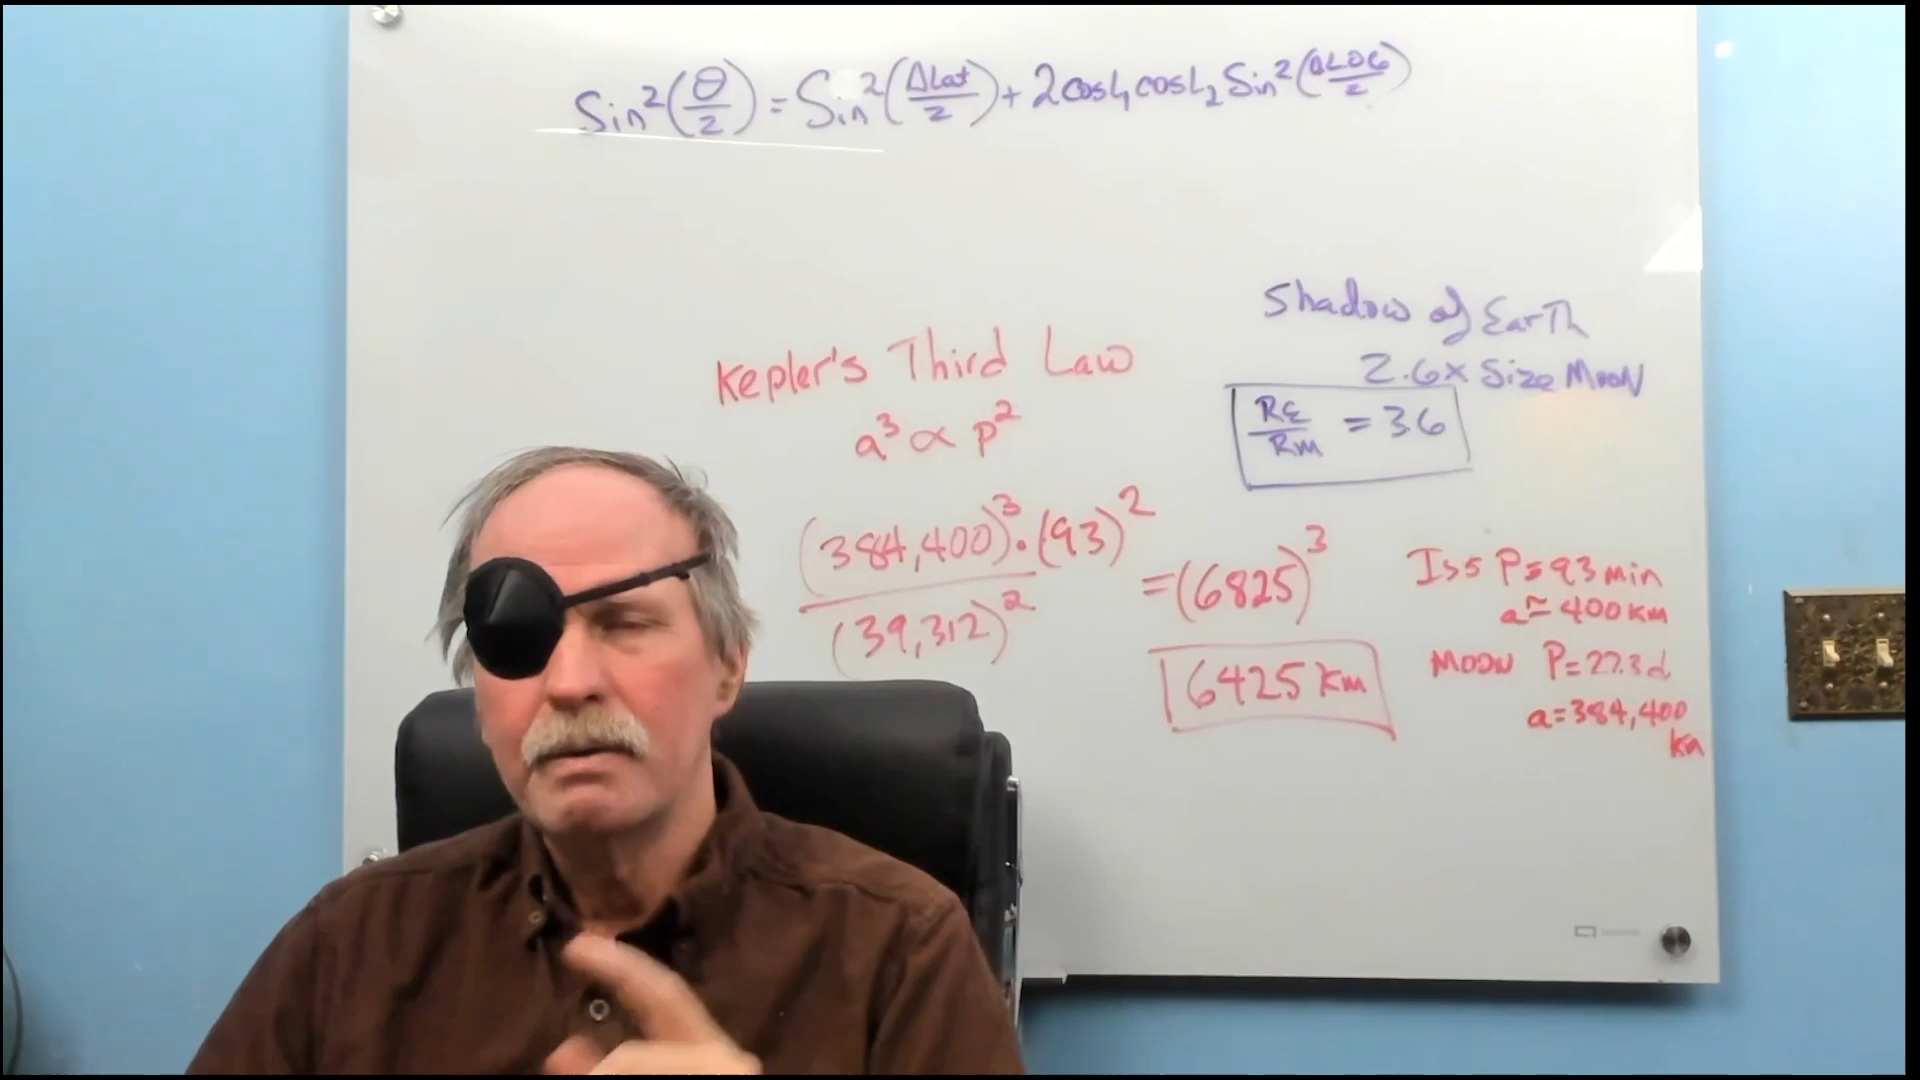 Sin²(θ/2) = Sin²(ΔLat/2) + 2cosL₁cosL₂ Sin²(ΔLOG/2)
Shadow of EarTh
2.6x Size MooN
RE/Rm = 3.6
Kepler's Third Law
a³ ∝ p²
(384,400)³·(93)²/(39,312)² = (6825)³
6425 km
Iss P=93 min
a≈400 km
MOON P=27.3d
a=384,400
km